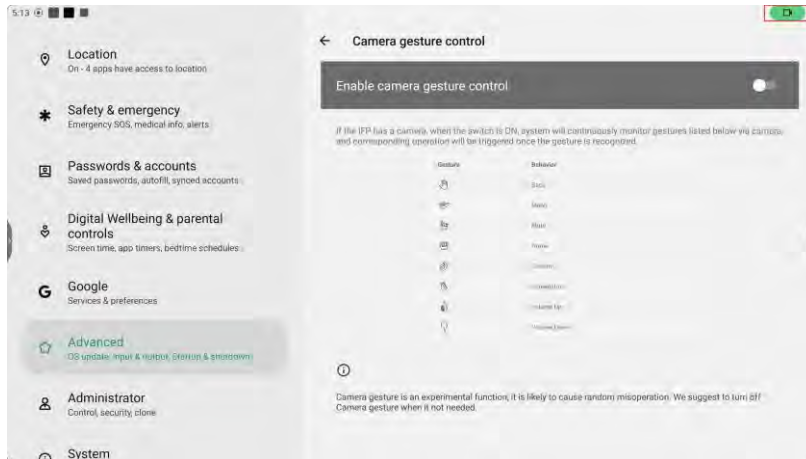 5:13
Location
On - 4 apps have access to location
Safety & emergency
Emergency SOS, medical info, alerts
Passwords & accounts
Saved passwords, autofill, synced accounts
Digital Wellbeing & parental
controls
Screen time, app timers, bedtime schedules
Google
Services & preferences
Advanced
OS update, Input & output, Startup & shutdown
Administrator
Control, security, clone
System
Camera gesture control
Enable camera gesture control
If the IFP has a camera, when the switch is ON, system will continuously monitor gestures listed below via camera,
and corresponding operation will be triggered once the gesture is recognized.
Gesture Behavior
Back
Home
Camera gesture is an experimental function, it is likely to cause random misoperation. We suggest to turn off
Camera gesture when it not needed.